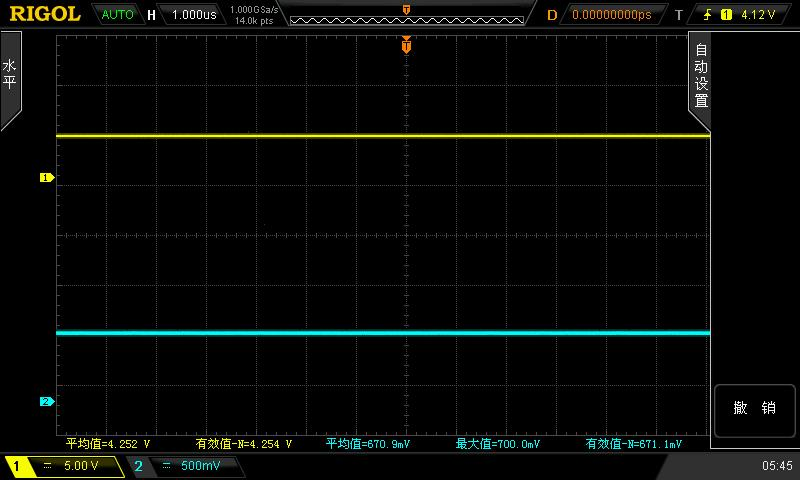 RIGOL AUTO H 1.000us 1.000GSa/s 14.0k pts T D 0.00000000ps T 1 4.12 V
水平
T
自动设置
1
2
撤 销
平均值=4.252 V 有效值-N=4.254 V 平均值=670.9mV 最大值=700.0mV 有效值-N=671.1mV
1 5.00 V 2 500mV 05:45